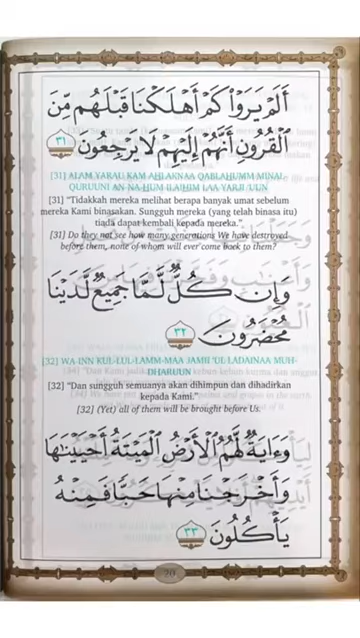 أَلَمْ يَرَوْا۟ كَمْ أَهْلَكْنَا قَبْلَهُم مِّنَ
ٱلْقُرُونِ أَنَّهُمْ إِلَيْهِمْ لَا يَرْجِعُونَ ٣١
[31] ALAM YARAU KAM AHLAKNAA QABLAHUMM MINAL
QURUUNI AN-NA-HUM ILAIHIM LAA YARJI'UUN
[31] "Tidakkah mereka melihat berapa banyak umat sebelum
mereka Kami binasakan. Sungguh mereka (yang telah binasa itu)
tiada dapat kembali kepada mereka."
[31] Do they not see how many generations We have destroyed
before them, none of whom will ever come back to them?
وَإِن كُلٌّ لَّمَّا جَمِيعٌ لَّدَيْنَا
مُحْضَرُونَ ٣٢
[32] WA-INN KUL-LUL-LAMM-MAA JAMII 'UL LADAINAA MUH-
DHARUUN
[32] "Dan sungguh semuanya akan dihimpun dan dihadirkan
kepada Kami."
[32] (Yet) all of them will be brought before Us.
وَءَايَةٌ لَّهُمُ ٱلْأَرْضُ ٱلْمَيْتَةُ أَحْيَيْنَٰهَا
وَأَخْرَجْنَا مِنْهَا حَبًّا فَمِنْهُ
يَأْكُلُونَ ٣٣
20